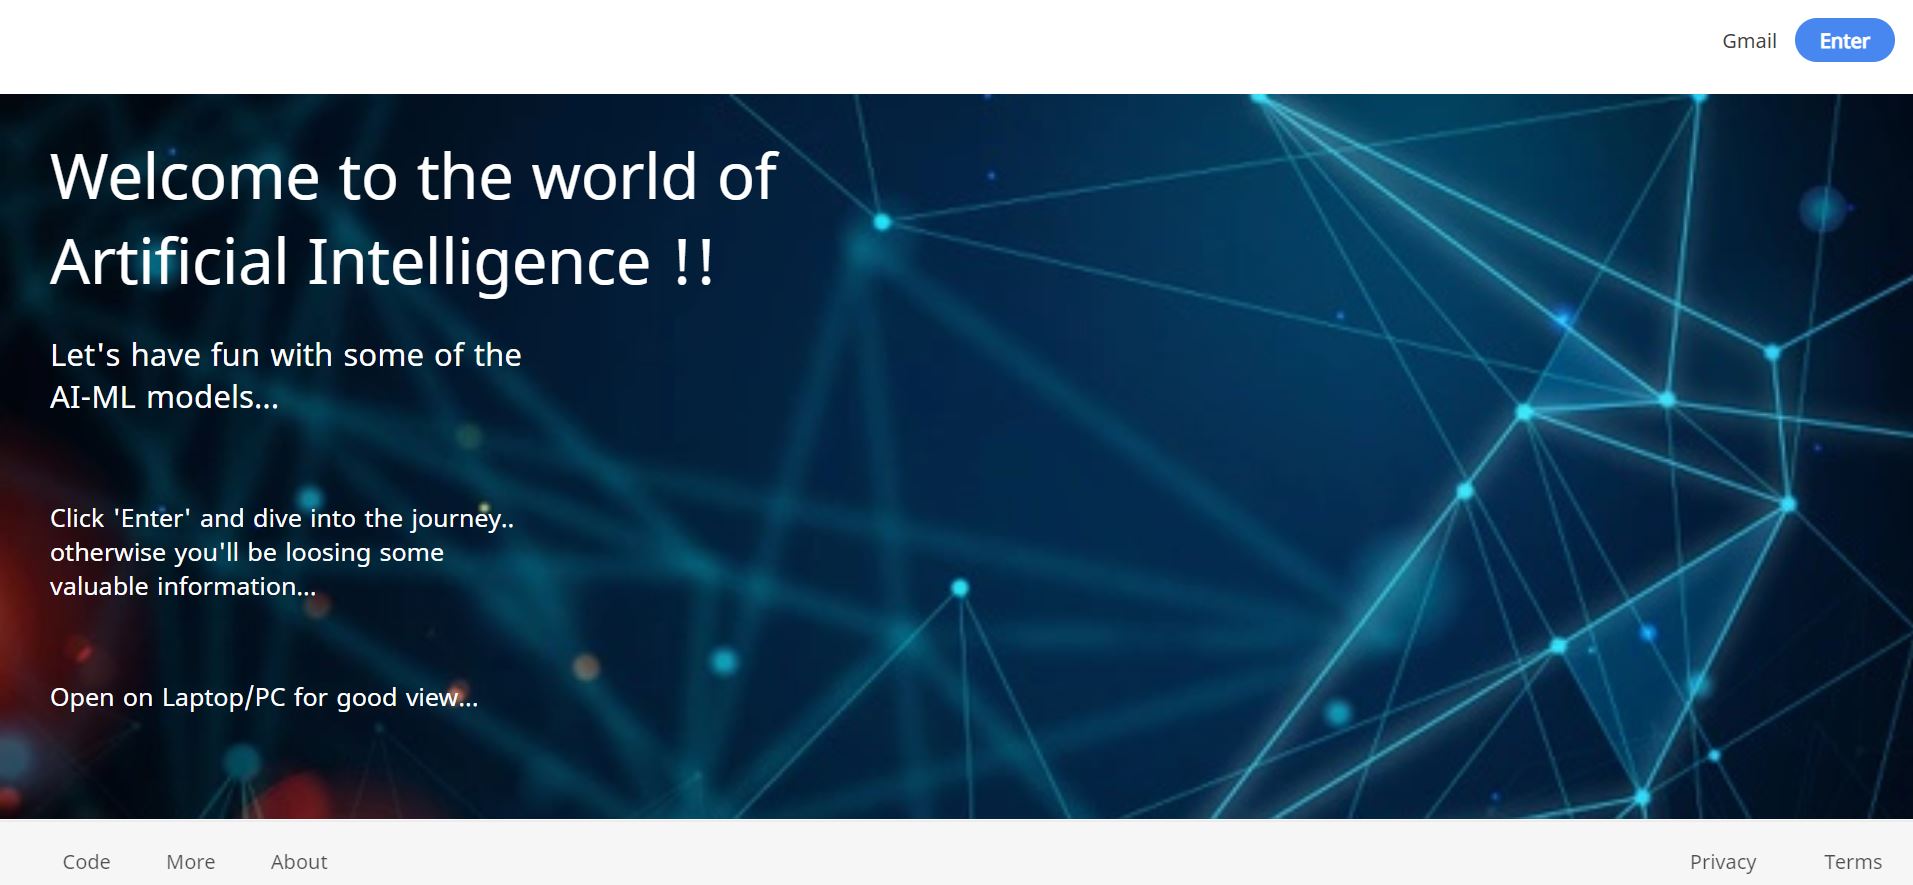 Gmail Enter
Welcome to the world of
Artificial Intelligence !!
Let's have fun with some of the
AI-ML models...
Click 'Enter' and dive into the journey..
otherwise you'll be loosing some
valuable information...
Open on Laptop/PC for good view...
Code More About Privacy Terms